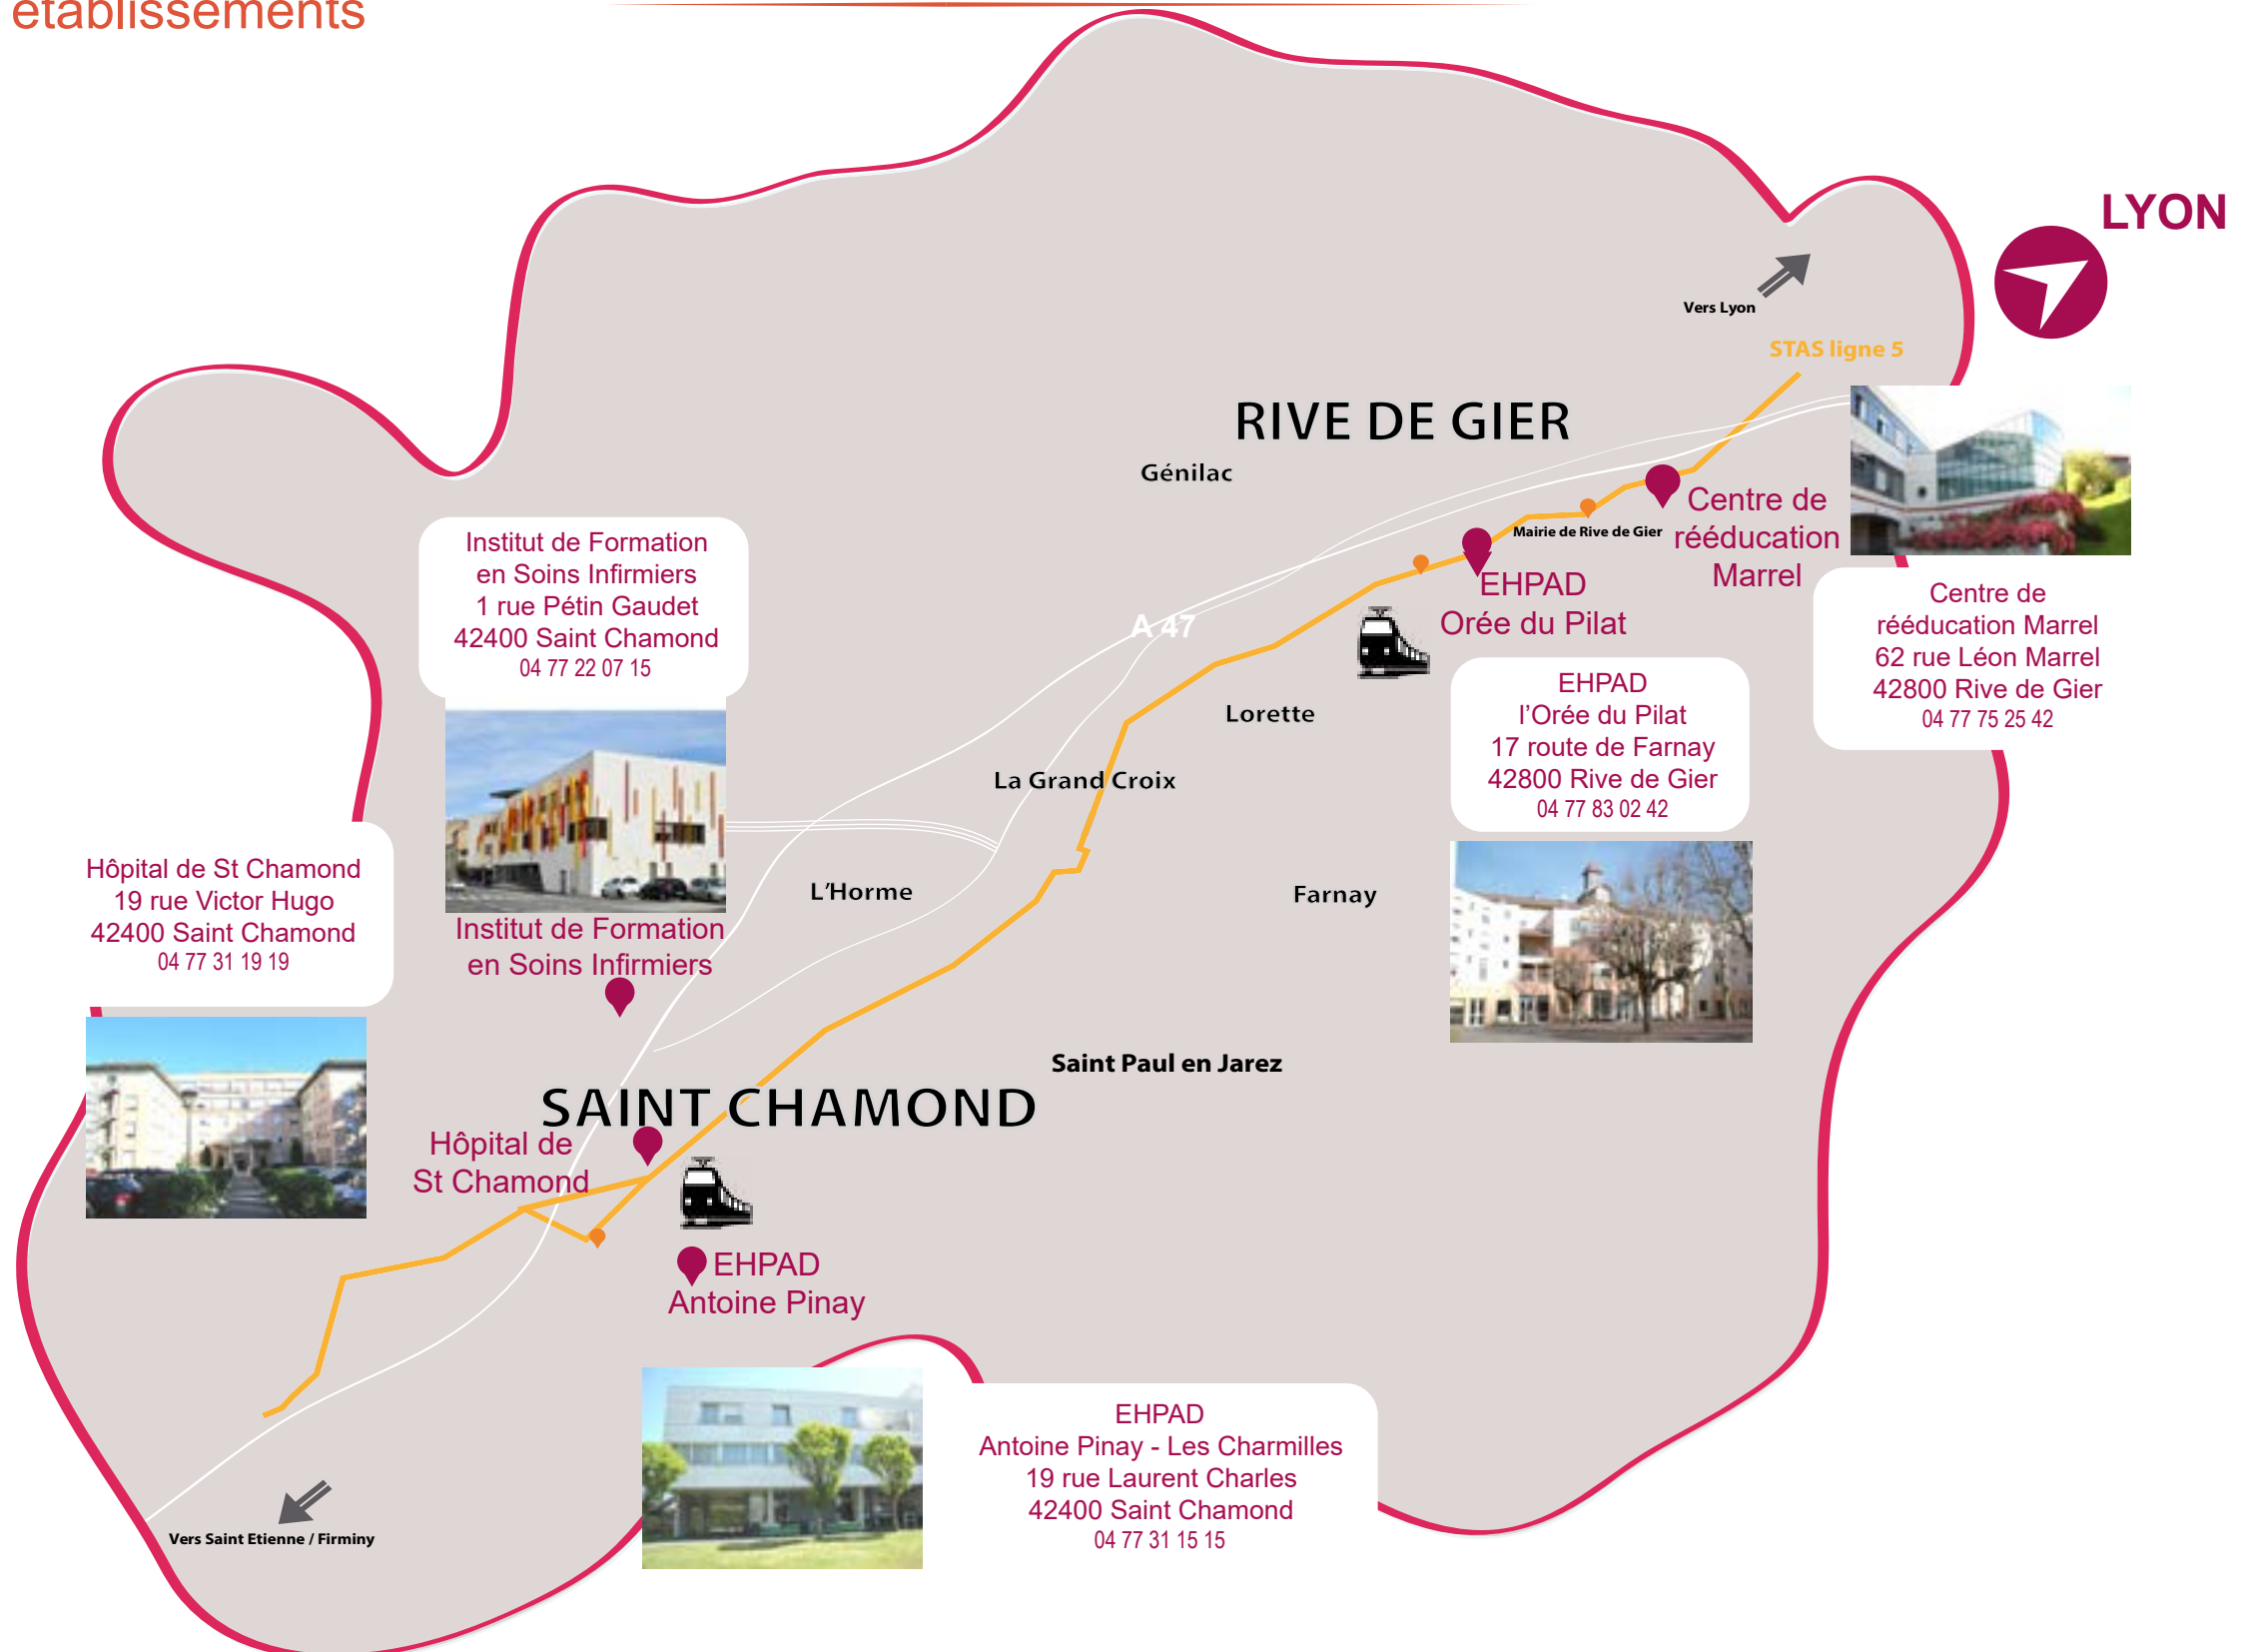 établissements
LYON
Vers Lyon
STAS ligne 5
RIVE DE GIER
Génilac
Centre de
rééducation
Marrel
Mairie de Rive de Gier
EHPAD
Orée du Pilat
Institut de Formation
en Soins Infirmiers
1 rue Pétin Gaudet
42400 Saint Chamond
04 77 22 07 15
Centre de
rééducation Marrel
62 rue Léon Marrel
42800 Rive de Gier
04 77 75 25 42
A 47
EHPAD
l’Orée du Pilat
17 route de Farnay
42800 Rive de Gier
04 77 83 02 42
Lorette
La Grand Croix
L’Horme
Farnay
Hôpital de St Chamond
19 rue Victor Hugo
42400 Saint Chamond
04 77 31 19 19
Institut de Formation
en Soins Infirmiers
Saint Paul en Jarez
SAINT CHAMOND
Hôpital de
St Chamond
EHPAD
Antoine Pinay
EHPAD
Antoine Pinay - Les Charmilles
19 rue Laurent Charles
42400 Saint Chamond
04 77 31 15 15
Vers Saint Etienne / Firminy